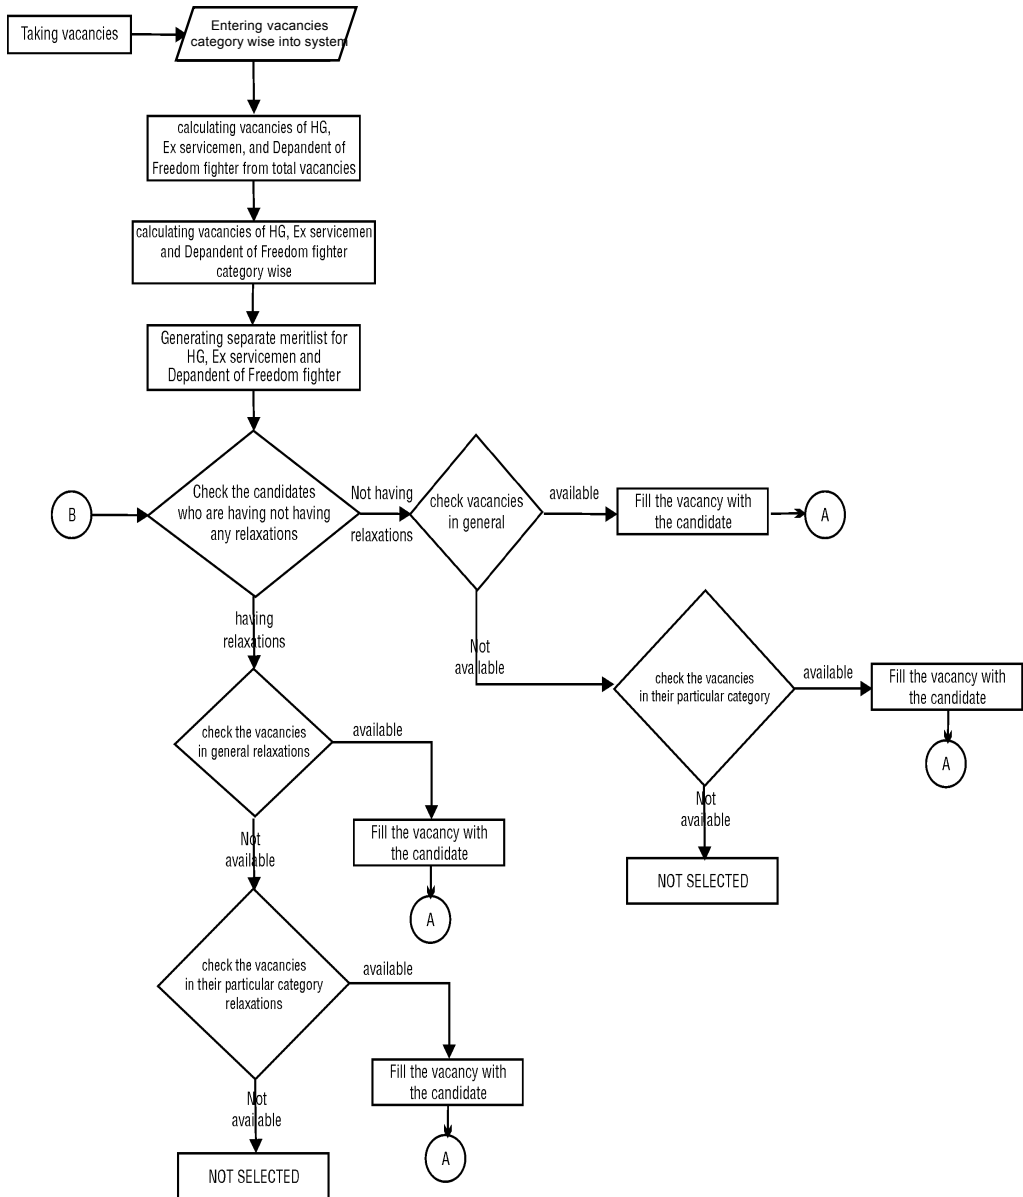 Taking vacancies
Entering vacancies
category wise into system
calculating vacancies of HG,
Ex servicemen, and Depandent of
Freedom fighter from total vacancies
calculating vacancies of HG, Ex servicemen
and Depandent of Freedom fighter
category wise
Generating separate meritlist for
HG, Ex servicemen and
Depandent of Freedom fighter
B
Check the candidates
who are having not having
any relaxations
Not having
relaxations
check vacancies
in general
available
Fill the vacancy with
the candidate
A
having
relaxations
Not
available
check the vacancies
in their particular category
available
Fill the vacancy with
the candidate
A
Not
available
NOT SELECTED
check the vacancies
in general relaxations
available
Fill the vacancy with
the candidate
A
Not
available
check the vacancies
in their particular category
relaxations
available
Fill the vacancy with
the candidate
A
Not
available
NOT SELECTED